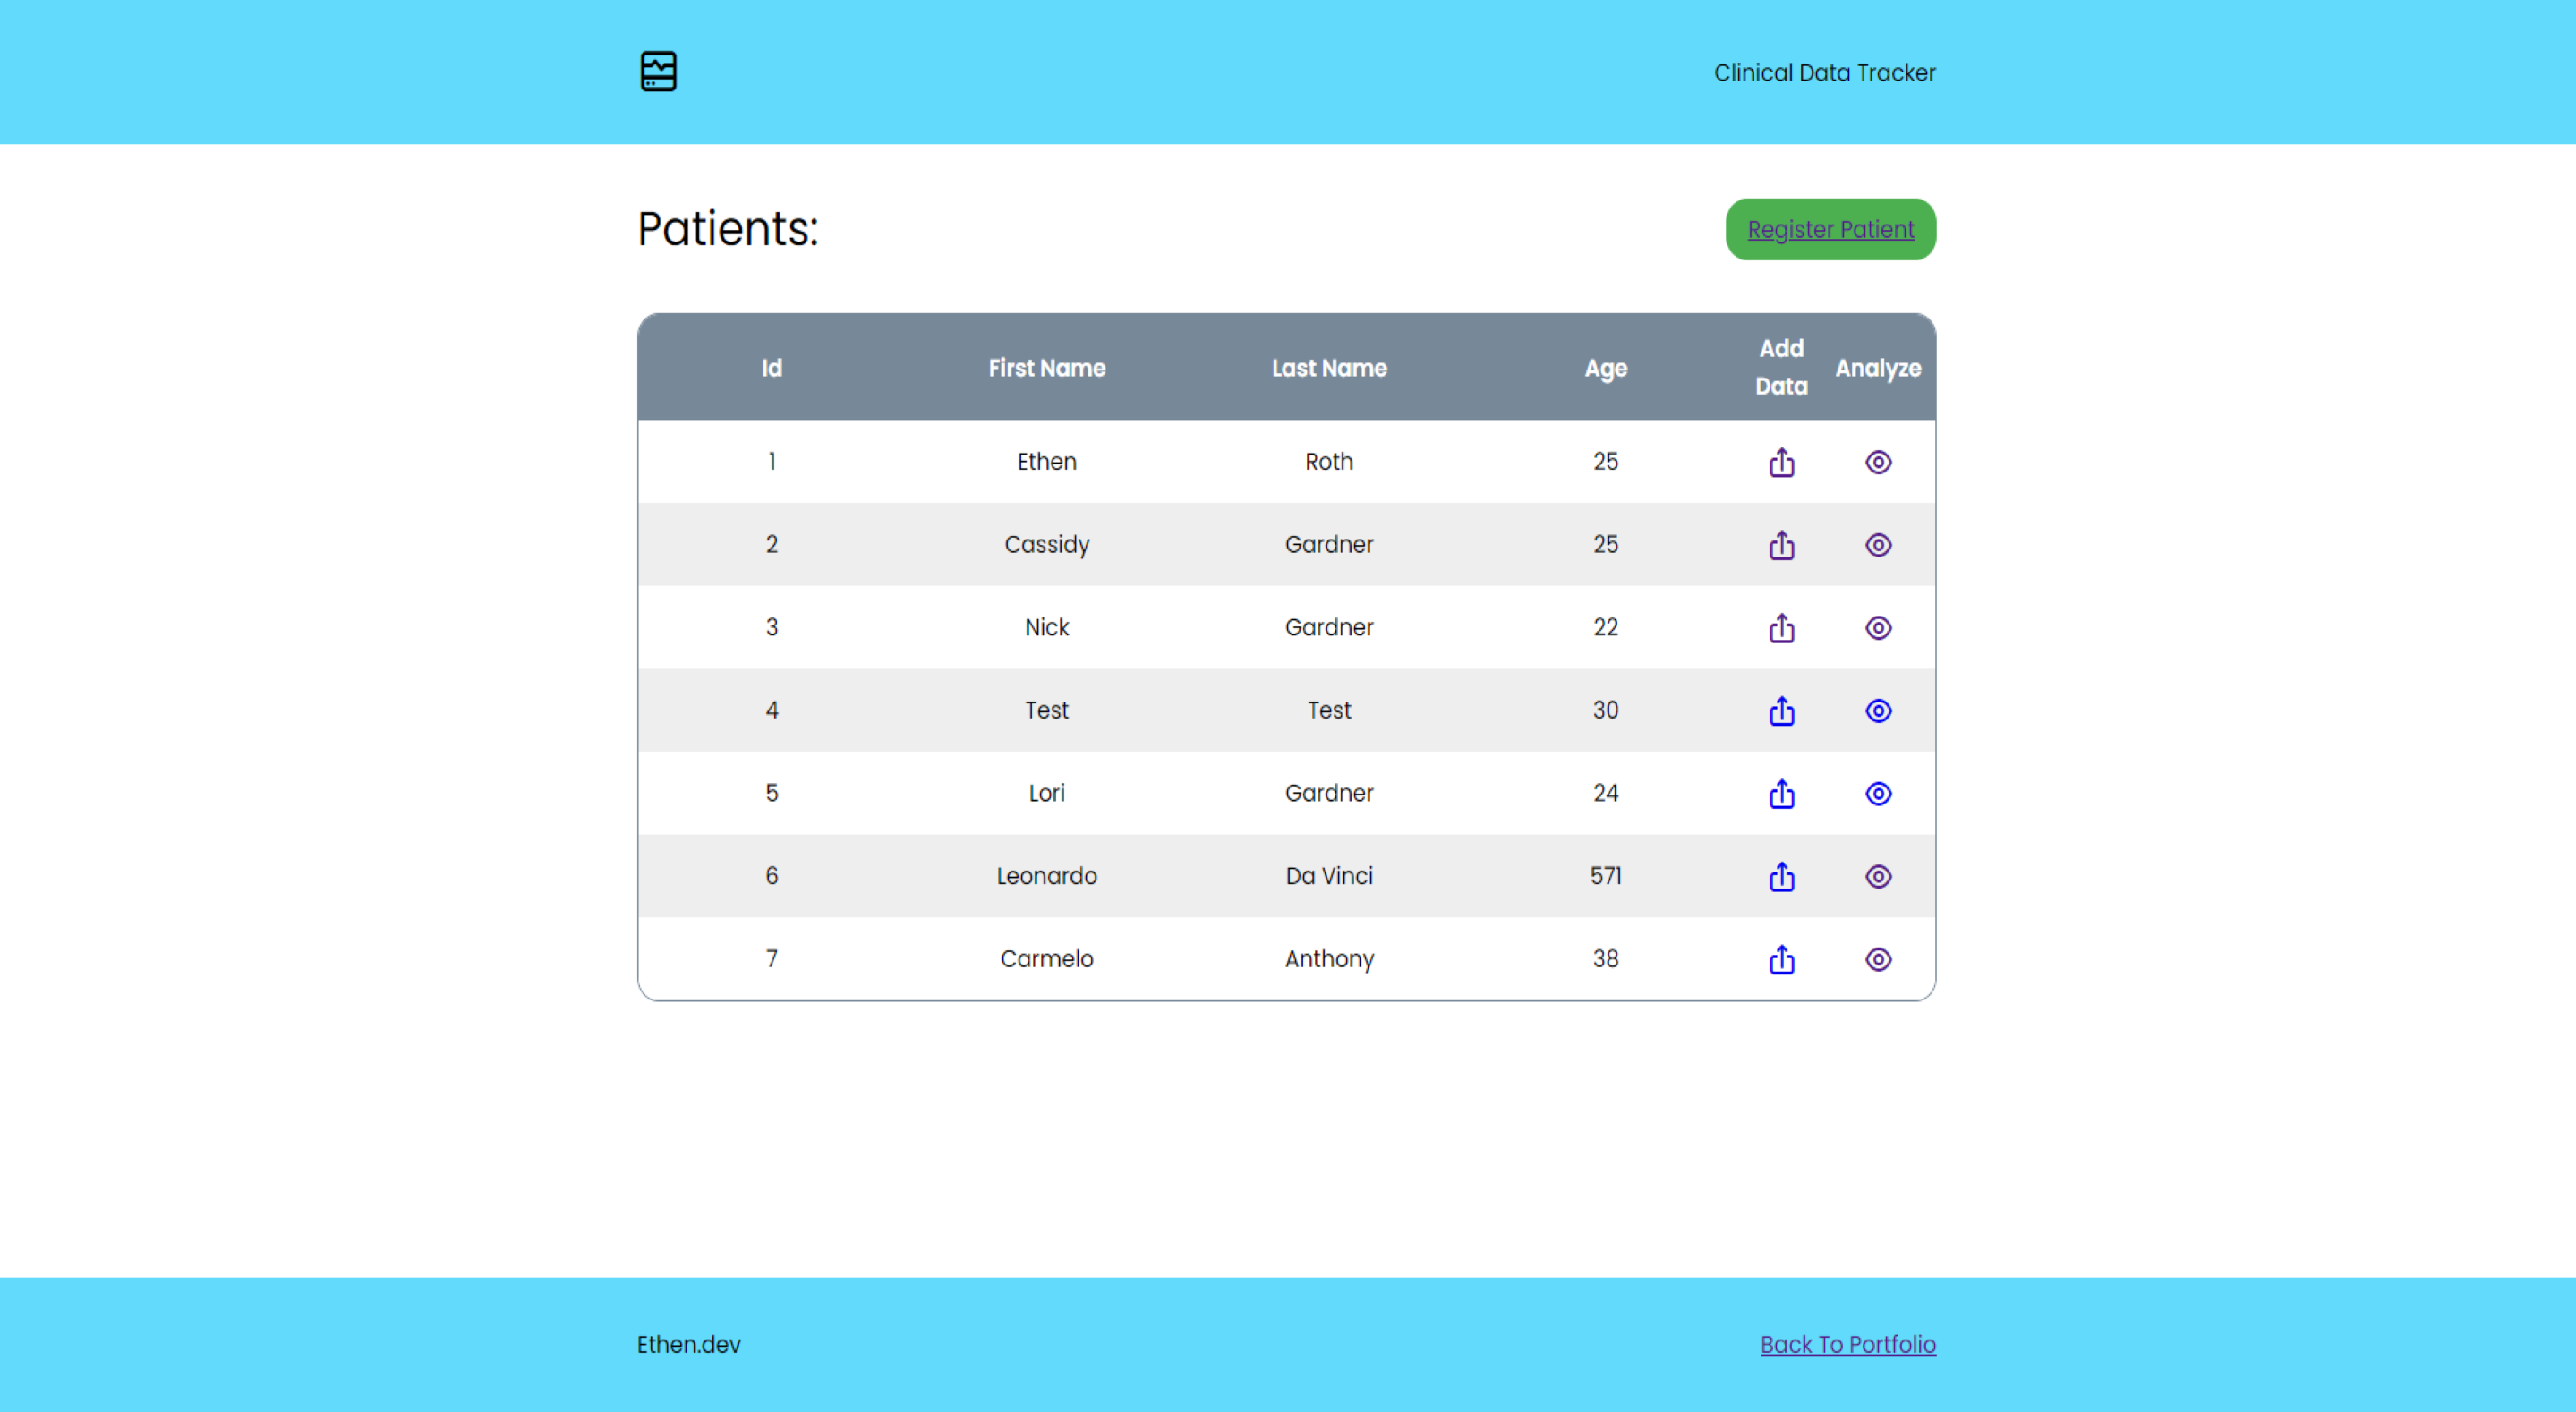 Clinical Data Tracker
Patients:
Register Patient
Id First Name Last Name Age Add Data Analyze
1 Ethen Roth 25
2 Cassidy Gardner 25
3 Nick Gardner 22
4 Test Test 30
5 Lori Gardner 24
6 Leonardo Da Vinci 571
7 Carmelo Anthony 38
Ethen.dev
Back To Portfolio